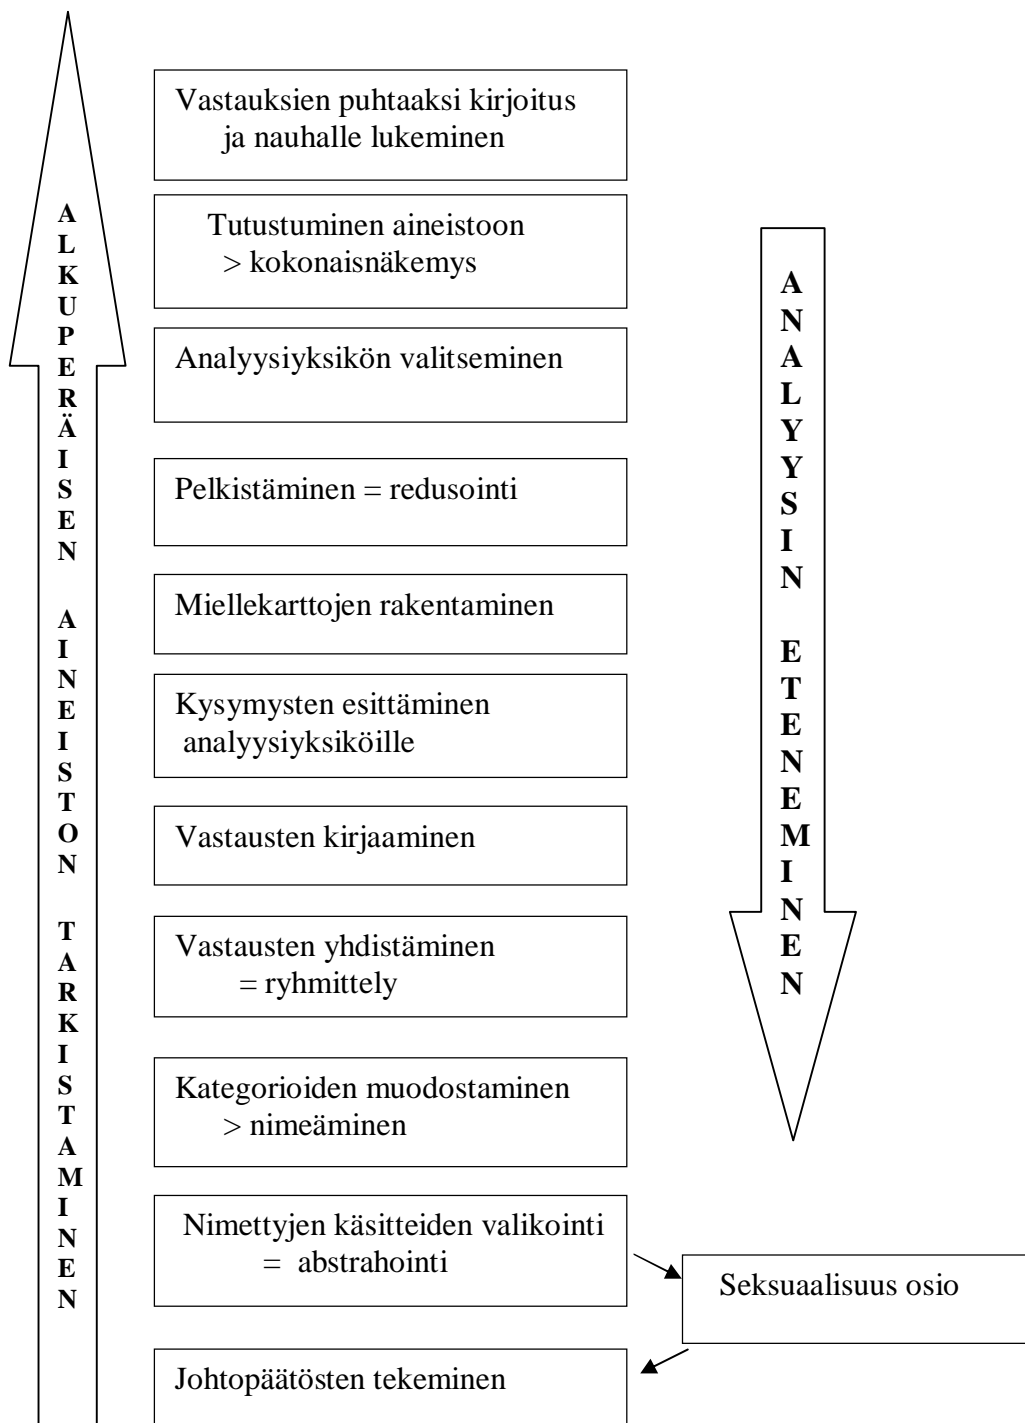 Vastauksien puhtaaksi kirjoitus
ja nauhalle lukeminen
Tutustuminen aineistoon
> kokonaisnäkemys
Analyysiyksikön valitseminen
Pelkistäminen = redusointi
Miellekarttojen rakentaminen
Kysymysten esittäminen
analyysiyksiköille
Vastausten kirjaaminen
Vastausten yhdistäminen
= ryhmittely
Kategorioiden muodostaminen
> nimeäminen
Nimettyjen käsitteiden valikointi
= abstrahointi
Seksuaalisuus osio
Johtopäätösten tekeminen
ALKUPERÄISEN AINEISTON TARKISTAMINEN
ANALYYSIN ETENEMINEN